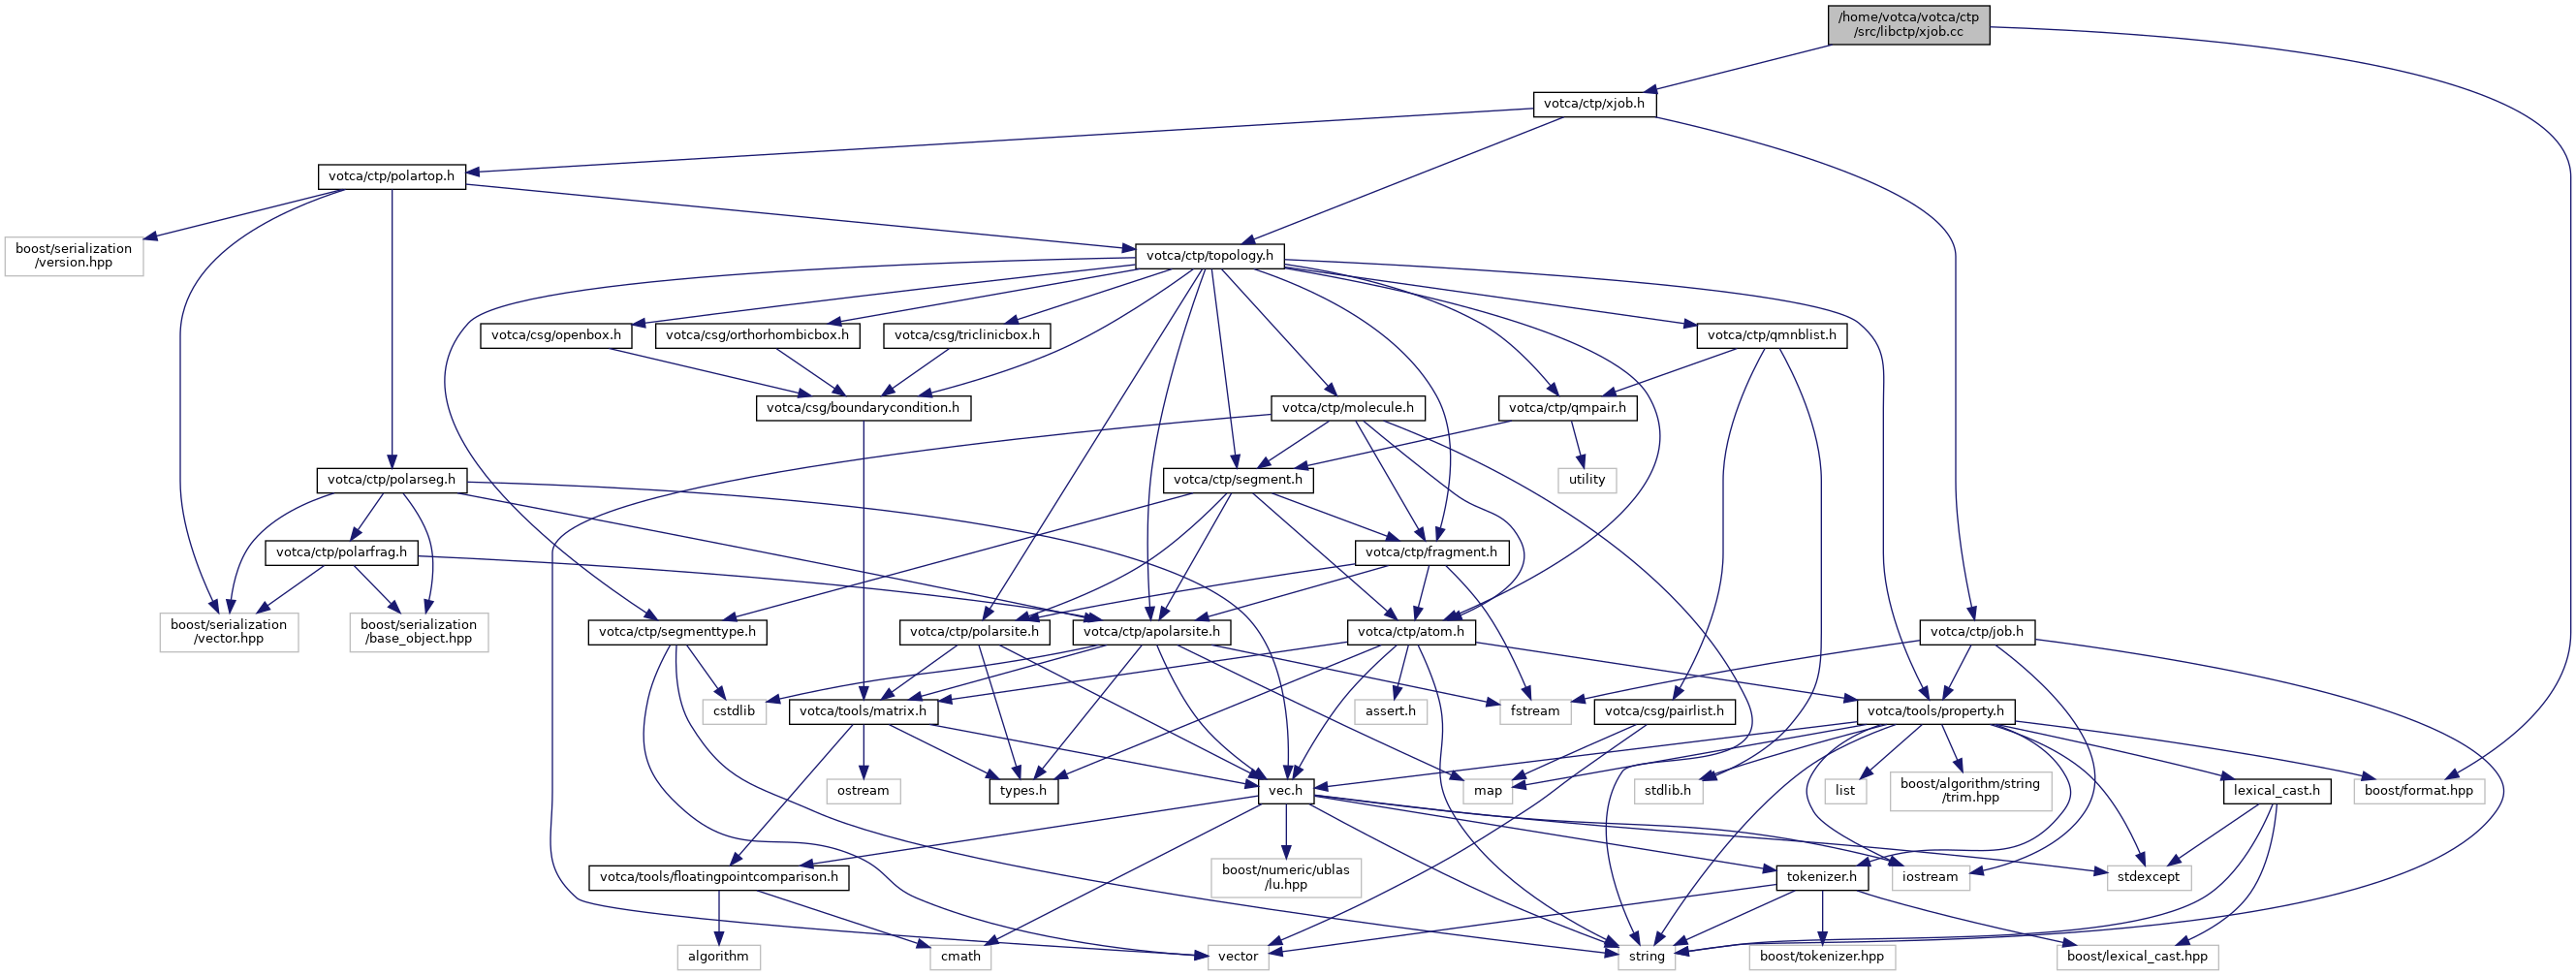 /home/votca/votca/ctp
/src/libctp/xjob.cc
votca/ctp/xjob.h
votca/ctp/polartop.h
boost/serialization
/version.hpp
votca/ctp/topology.h
votca/csg/openbox.h
votca/csg/orthorhombicbox.h
votca/csg/triclinicbox.h
votca/ctp/qmnblist.h
votca/csg/boundarycondition.h
votca/ctp/molecule.h
votca/ctp/qmpair.h
votca/ctp/polarseg.h
votca/ctp/segment.h
utility
votca/ctp/polarfrag.h
votca/ctp/fragment.h
boost/serialization
/vector.hpp
boost/serialization
/base_object.hpp
votca/ctp/segmenttype.h
votca/ctp/polarsite.h
votca/ctp/apolarsite.h
votca/ctp/atom.h
votca/ctp/job.h
cstdlib
votca/tools/matrix.h
assert.h
fstream
votca/csg/pairlist.h
votca/tools/property.h
ostream
types.h
vec.h
map
stdlib.h
list
boost/algorithm/string
/trim.hpp
lexical_cast.h
boost/format.hpp
votca/tools/floatingpointcomparison.h
boost/numeric/ublas
/lu.hpp
tokenizer.h
iostream
stdexcept
algorithm
cmath
vector
string
boost/tokenizer.hpp
boost/lexical_cast.hpp